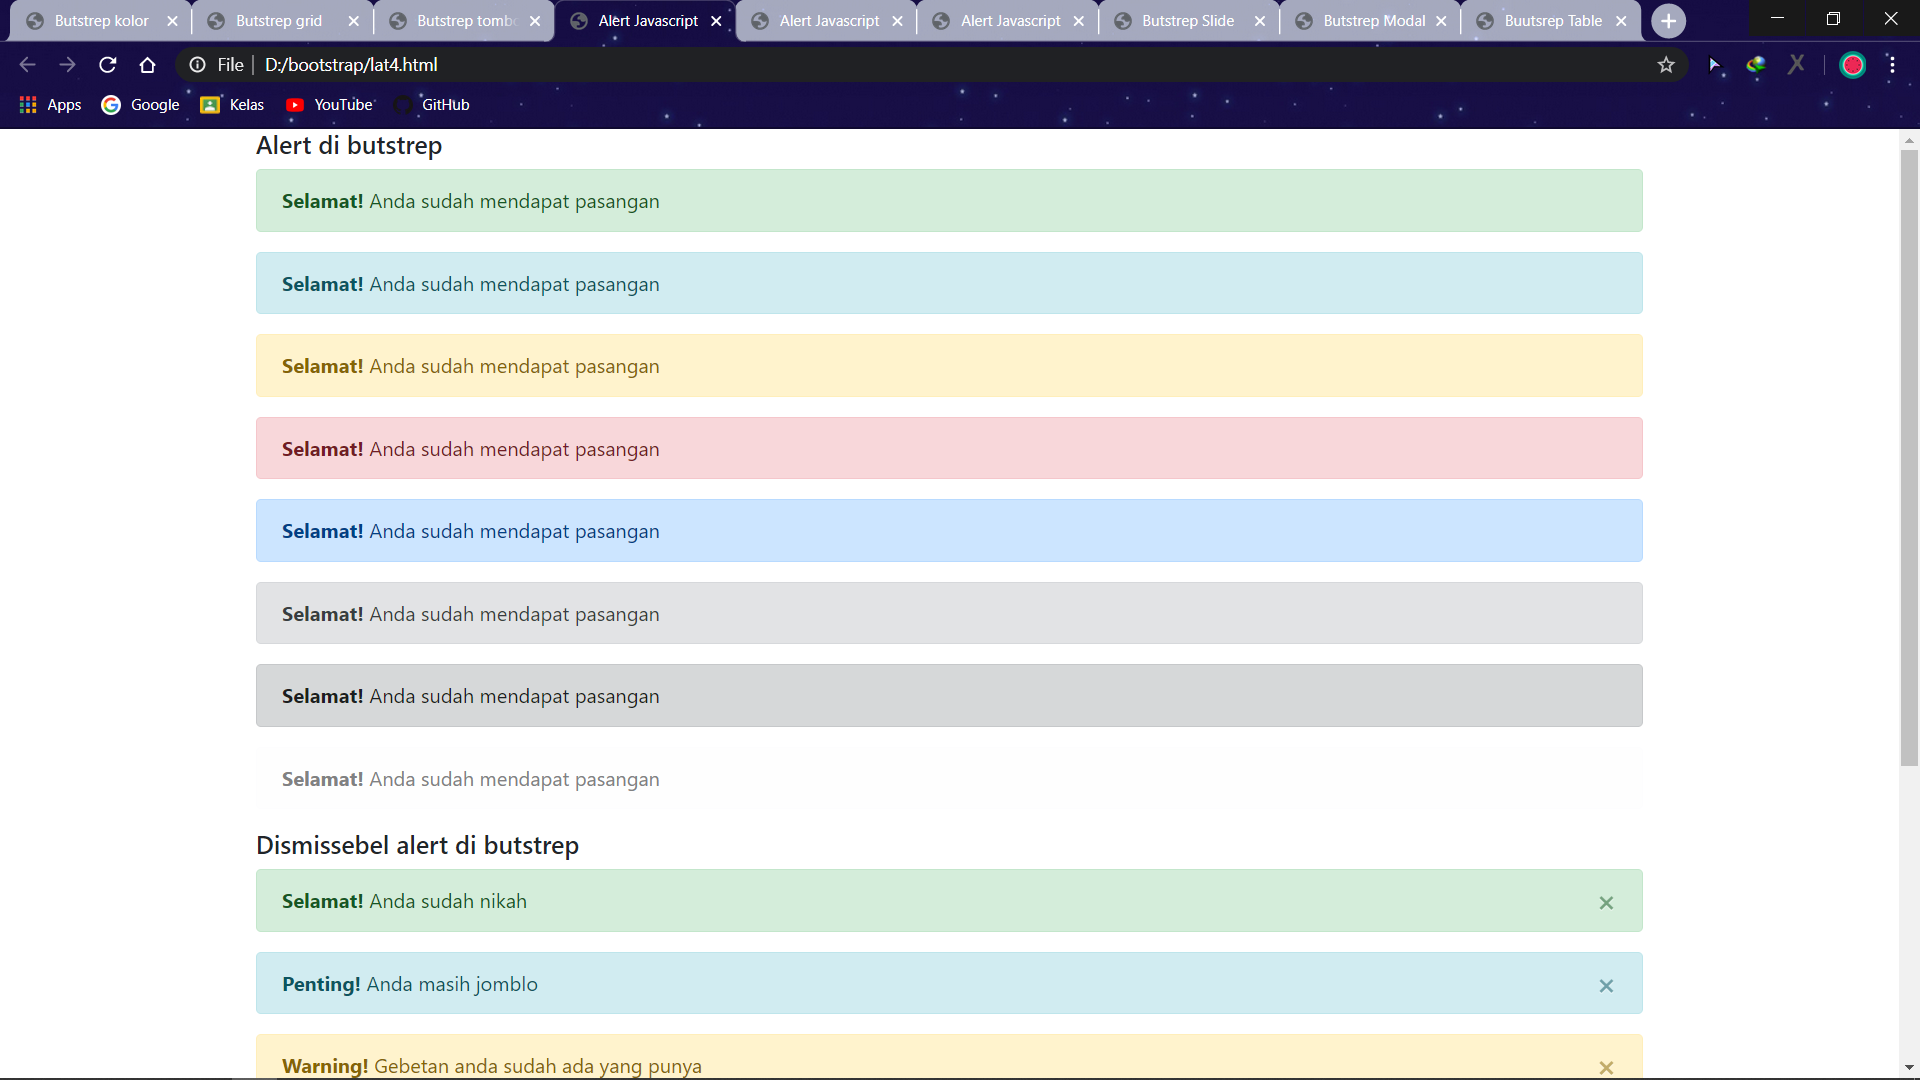 Butstrep kolor
Butstrep grid
Butstrep tombo
Alert Javascript
Alert Javascript
Alert Javascript
Butstrep Slide
Butstrep Modal
Buutsrep Table
File
D:/bootstrap/lat4.html
Apps
Google
Kelas
YouTube
GitHub
Alert di butstrep
Selamat! Anda sudah mendapat pasangan
Selamat! Anda sudah mendapat pasangan
Selamat! Anda sudah mendapat pasangan
Selamat! Anda sudah mendapat pasangan
Selamat! Anda sudah mendapat pasangan
Selamat! Anda sudah mendapat pasangan
Selamat! Anda sudah mendapat pasangan
Selamat! Anda sudah mendapat pasangan
Dismissebel alert di butstrep
Selamat! Anda sudah nikah
Penting! Anda masih jomblo
Warning! Gebetan anda sudah ada yang punya